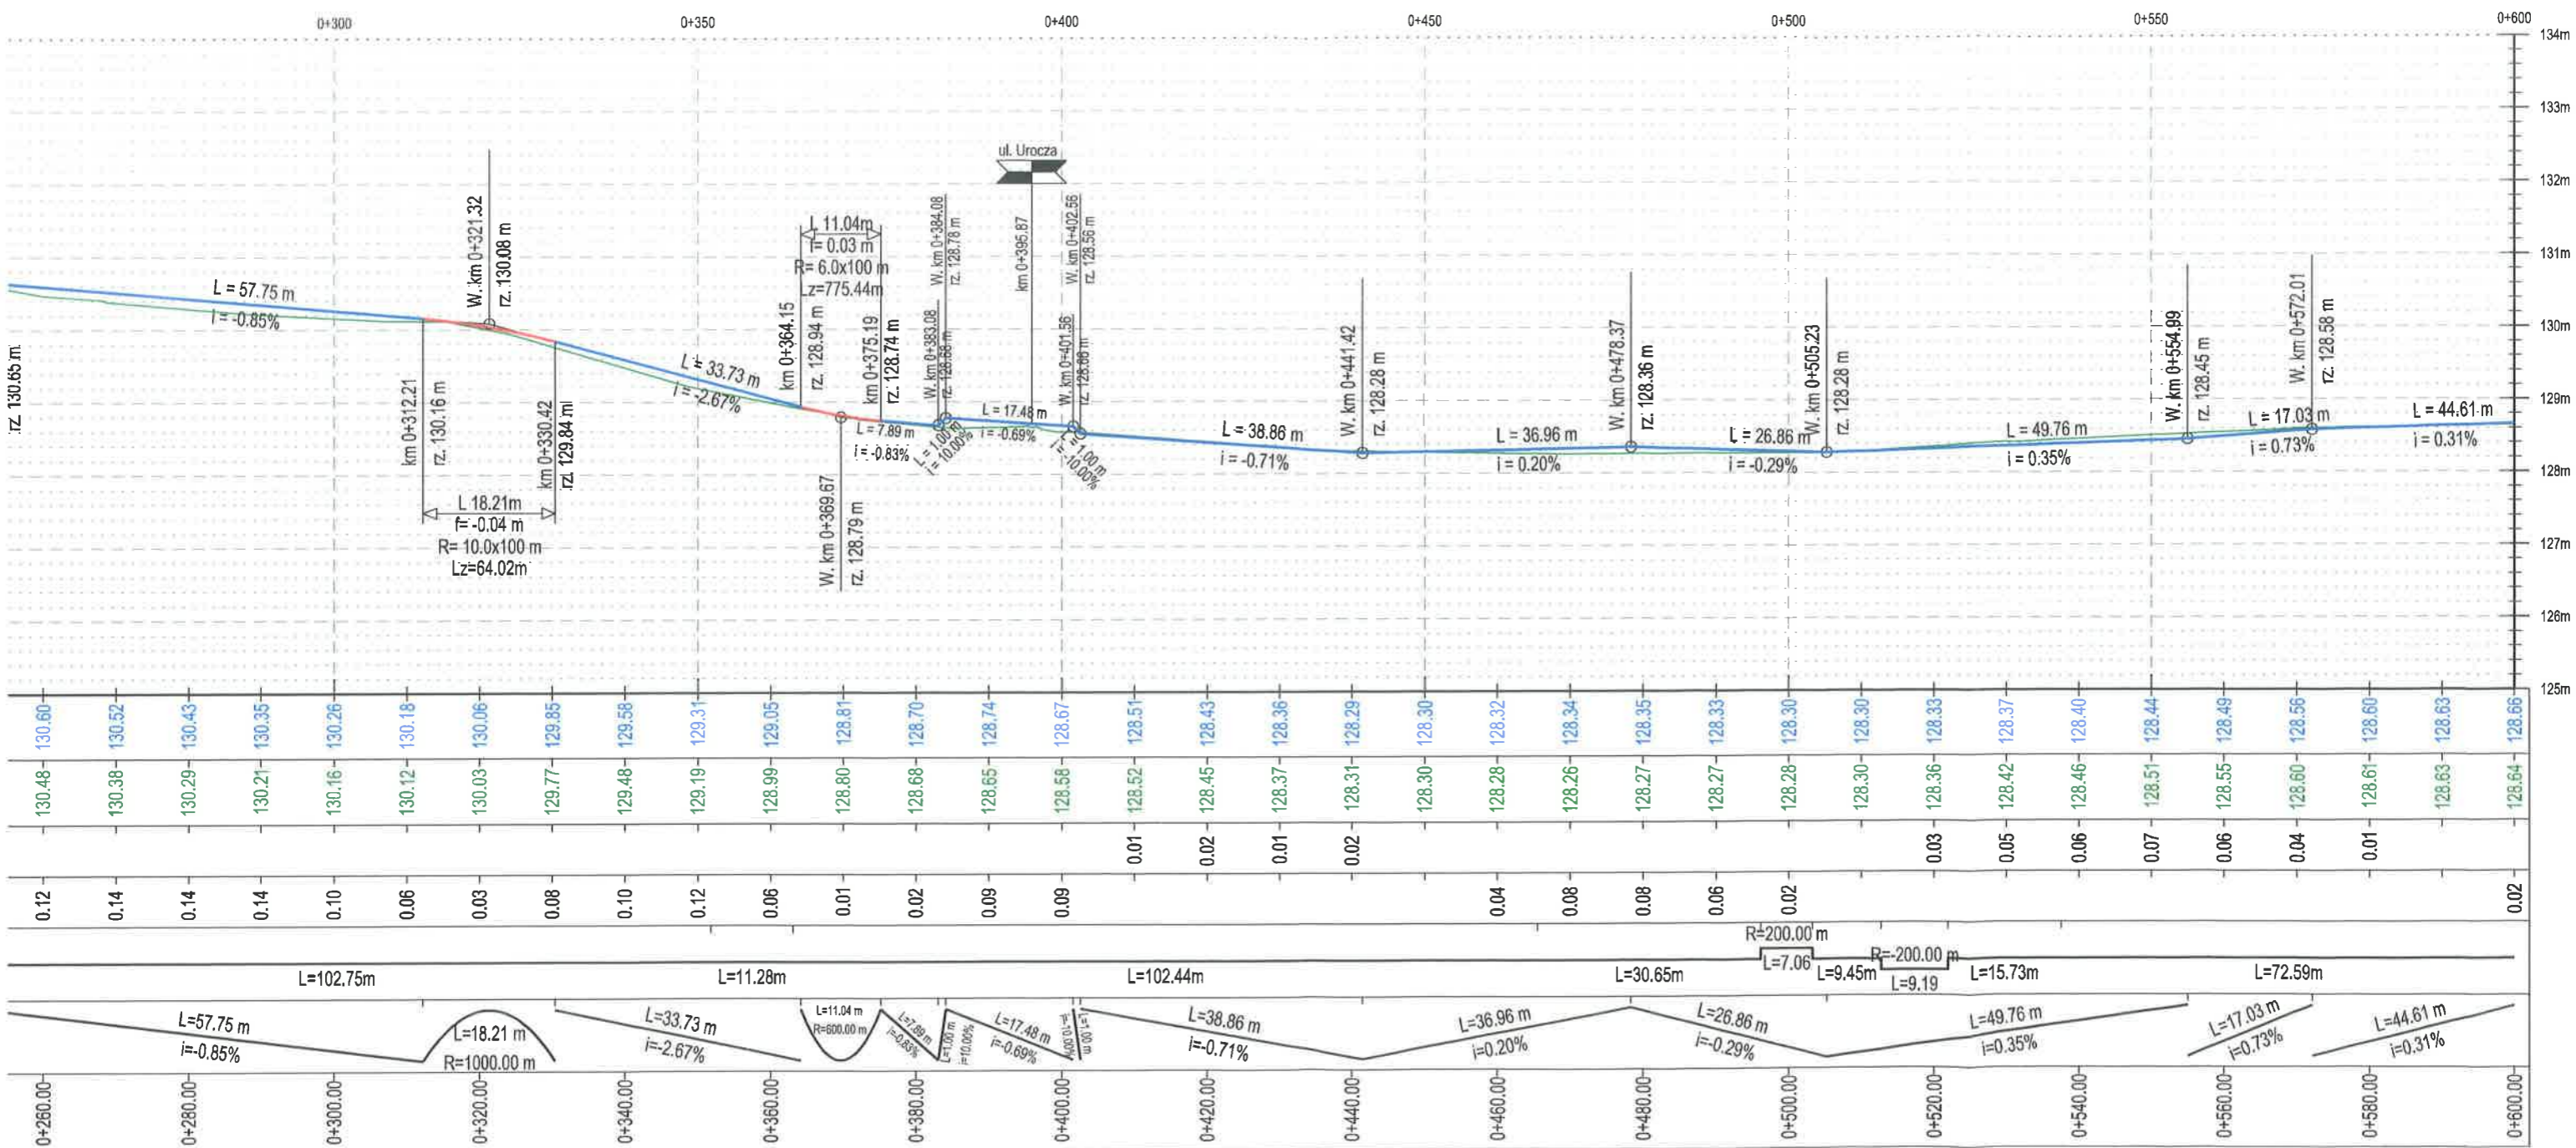 0+300 0+350 0+400 0+450 0+500 0+550 0+600
134m
133m
132m
131m
130m
129m
128m
127m
126m
125m
ul. Urocza
rz. 130.65 m
L = 57.75 m
i = -0.85%
km 0+312.21
rz. 130.16 m
W. km 0+321.32
rz. 130.08 m
km 0+330.42
rz. 129.84 m
L 18.21m
f= -0.04 m
R= 10.0x100 m
Lz=64.02m
L = 33.73 m
i = -2.67%
km 0+364.15
rz. 128.94 m
L 11.04m
f= 0.03 m
R= 6.0x100 m
Lz=775.44m
W. km 0+369.67
rz. 128.79 m
km 0+375.19
rz. 128.74 m
L = 7.89 m
i = -0.83%
W. km 0+383.08
rz. 128.68 m
L = 1.00 m
i = 10.00%
W. km 0+384.08
rz. 128.78 m
L = 17.48 m
i = -0.69%
km 0+395.87
W. km 0+401.56
rz. 128.66 m
L = 1.00 m
i = -10.00%
W. km 0+402.56
rz. 128.56 m
L = 38.86 m
i = -0.71%
W. km 0+441.42
rz. 128.28 m
L = 36.96 m
i = 0.20%
W. km 0+478.37
rz. 128.36 m
L = 26.86 m
i = -0.29%
W. km 0+505.23
rz. 128.28 m
L = 49.76 m
i = 0.35%
W. km 0+554.99
rz. 128.45 m
L = 17.03 m
i = 0.73%
W. km 0+572.01
rz. 128.58 m
L = 44.61 m
i = 0.31%
130.60 130.52 130.43 130.35 130.26 130.18 130.06 129.85 129.58 129.31 129.05 128.81 128.70 128.74 128.67 128.51 128.43 128.36 128.29 128.30 128.32 128.34 128.35 128.33 128.30 128.30 128.33 128.37 128.40 128.44 128.49 128.56 128.60 128.63 128.66
130.48 130.38 130.29 130.21 130.16 130.12 130.03 129.77 129.48 129.19 128.99 128.80 128.68 128.65 128.58 128.52 128.45 128.37 128.31 128.30 128.28 128.26 128.27 128.27 128.28 128.30 128.36 128.42 128.46 128.51 128.55 128.60 128.61 128.63 128.64
0.01 0.02 0.01 0.02 0.03 0.05 0.06 0.07 0.06 0.04 0.01
0.12 0.14 0.14 0.14 0.10 0.06 0.03 0.08 0.10 0.12 0.06 0.01 0.02 0.09 0.09 0.04 0.08 0.08 0.06 0.02 0.02
R=200.00 m R=-200.00 m
L=102.75m L=11.28m L=102.44m L=30.65m L=7.06 L=9.45m L=9.19 L=15.73m L=72.59m
L=57.75 m
i=-0.85%
L=18.21 m
R=1000.00 m
L=33.73 m
i=-2.67%
L=11.04 m
R=600.00 m
L=7.89 m
i=-0.83%
L=1.00 m
i=10.00%
L=17.48 m
i=-0.69%
i=-10.00%
L=1.00 m
L=38.86 m
i=-0.71%
L=36.96 m
i=0.20%
L=26.86 m
i=-0.29%
L=49.76 m
i=0.35%
L=17.03 m
i=0.73%
L=44.61 m
i=0.31%
0+260.00 0+280.00 0+300.00 0+320.00 0+340.00 0+360.00 0+380.00 0+400.00 0+420.00 0+440.00 0+460.00 0+480.00 0+500.00 0+520.00 0+540.00 0+560.00 0+580.00 0+600.00